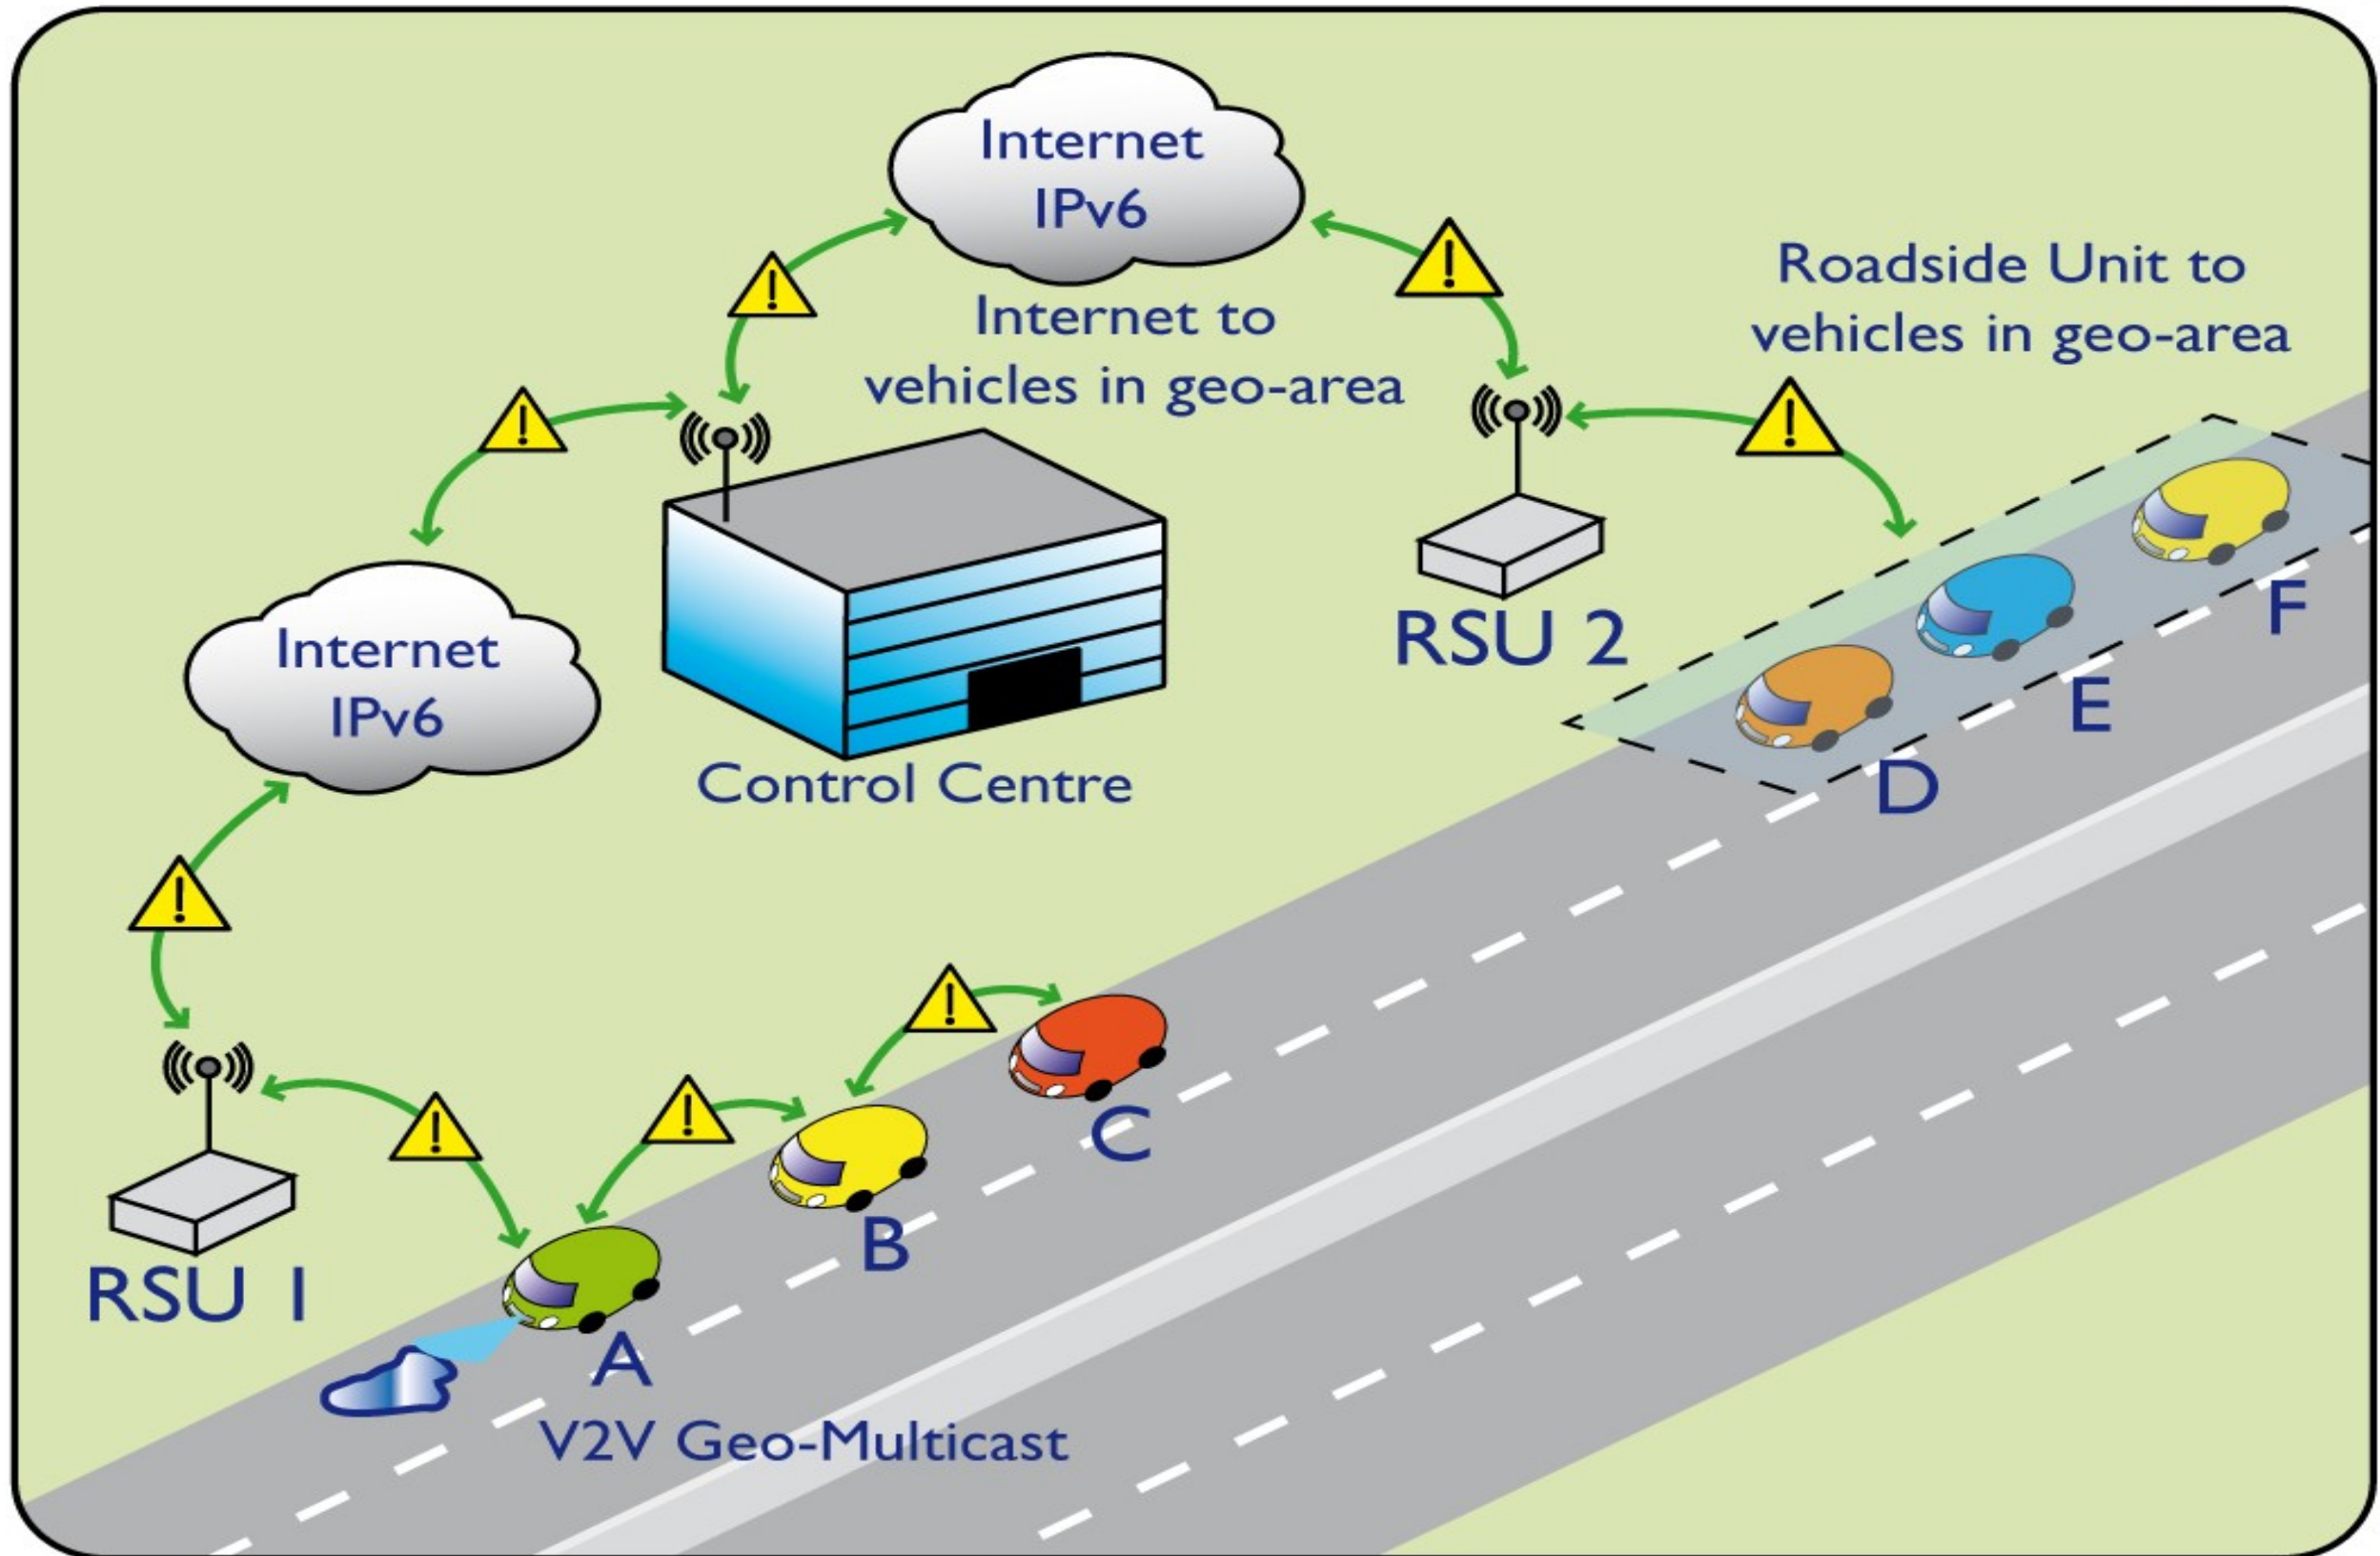 Internet
IPv6
Internet to
vehicles in geo-area
Roadside Unit to
vehicles in geo-area
Internet
IPv6
Control Centre
RSU 2
F
E
D
C
B
RSU 1
A
V2V Geo-Multicast
!
!
!
!
!
!
!
!